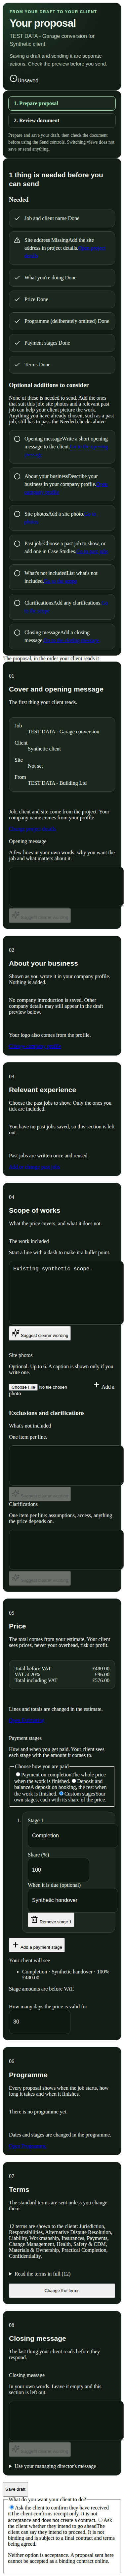 FROM YOUR DRAFT TO YOUR CLIENT
Your proposal
TEST DATA - Garage conversion for
Synthetic client
Saving a draft and sending it are separate
actions. Check the preview before you send.
Unsaved
1. Prepare proposal
2. Review document
Prepare and save your draft, then check the document
before using the Send controls. Switching views does not
save or send anything.
1 thing is needed before you
can send
Needed
Job and client name Done
Site address MissingAdd the site
address in project details.
What you're doing Done
Price Done
Programme (deliberately omitted) Done
Payment stages Done
Terms Done
Optional additions to consider
None of these is needed to send. Add the ones
that suit this job: site photos and a relevant past
job can help your client picture the work.
Anything you have already chosen, such as a past
job, still has to pass the Needed checks above.
Opening messageWrite a short opening
message to the client.
About your businessDescribe your
business in your company profile.
Site photosAdd a site photo.
Past jobsChoose a past job to show, or
add one in Case Studies.
What's not includedList what's not
included.
ClarificationsAdd any clarifications.
Closing messageAdd a closing
message.
The proposal, in the order your client reads it
01
Cover and opening message
The first thing your client reads.
Job
TEST DATA - Garage conversion
Client
Synthetic client
Site
Not set
From
TEST DATA - Building Ltd
Job, client and site come from the project. Your
company name comes from your profile.
Opening message
A few lines in your own words: why you want the
job and what matters about it.
Suggest clearer wording
02
About your business
Shown as you wrote it in your company profile.
Nothing is added.
No company introduction is saved. Other
company details may still appear in the draft
preview below.
Your logo also comes from the profile.
03
Relevant experience
Choose the past jobs to show. Only the ones you
tick are included.
You have no past jobs saved, so this section is left
out.
Past jobs are written once and reused.
04
Scope of works
What the price covers, and what it does not.
The work included
Start a line with a dash to make it a bullet point.
Existing synthetic scope.
Suggest clearer wording
Site photos
Optional. Up to 6. A caption is shown only if you
write one.
Choose File No file chosen
Add a
photo
Exclusions and clarifications
What's not included
One item per line.
Suggest clearer wording
Clarifications
One item per line: assumptions, access, anything
the price depends on.
Suggest clearer wording
05
Price
The total comes from your estimate. Your client
sees prices, never your overhead, risk or profit.
Total before VAT £480.00
VAT at 20% £96.00
Total including VAT £576.00
Lines and totals are changed in the estimate.
Payment stages
How and when you get paid. Your client sees
each stage with the amount it comes to.
Choose how you are paid
Payment on completionThe whole price
when the work is finished. Deposit and
balanceA deposit on booking, the rest when
the work is finished. Custom stagesYour
own stages, each with its share of the price.
1. Stage 1
Completion
Share (%)
100
When it is due (optional)
Synthetic handover
Remove stage 1
Add a payment stage
Your client will see
Completion · Synthetic handover · 100%
£480.00
Stage amounts are before VAT.
How many days the price is valid for
30
06
Programme
Every proposal shows when the job starts, how
long it takes and when it finishes.
There is no programme yet.
Dates and stages are changed in the programme.
07
Terms
The standard terms are sent unless you change
them.
12 terms are shown to the client: Jurisdiction,
Responsibilities, Alternative Dispute Resolution,
Liability, Workmanship, Insurances, Payments,
Change Management, Health, Safety & CDM,
Materials & Ownership, Practical Completion,
Confidentiality.
Read the terms in full (12)
Change the terms
08
Closing message
The last thing your client reads before they
respond.
Closing message
In your own words. Leave it empty and this
section is left out.
Suggest clearer wording
Use your managing director's message
Save draft
What do you want your client to do?
Ask the client to confirm they have received
itThe client confirms receipt only. It is not
acceptance and does not create a contract. Ask
the client whether they intend to go aheadThe
client can say they intend to proceed. It is not
binding and is subject to a final contract and terms
being agreed.
Neither option is acceptance. A proposal sent here
cannot be accepted as a binding contract online.